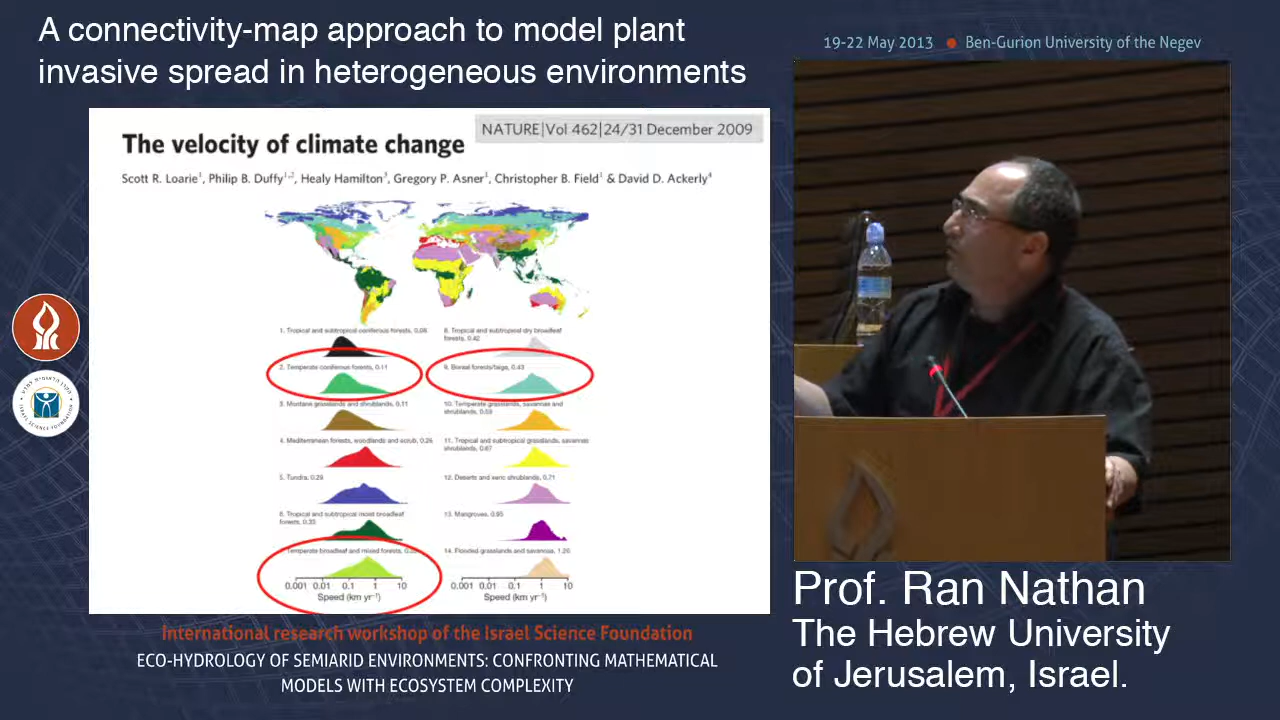 A connectivity-map approach to model plant
invasive spread in heterogeneous environments
19-22 May 2013 ● Ben-Gurion University of the Negev
NATURE|Vol 462|24/31 December 2009
The velocity of climate change
Scott R. Loarie¹, Philip B. Duffy¹,², Healy Hamilton³, Gregory P. Asner¹, Christopher B. Field¹ & David D. Ackerly⁴
1. Tropical and subtropical coniferous forests, 0.08
2. Temperate coniferous forests, 0.11
3. Montane grasslands and shrublands, 0.11
4. Mediterranean forests, woodlands and scrub, 0.26
5. Tundra, 0.29
6. Tropical and subtropical moist broadleaf
forests, 0.33
Temperate broadleaf and mixed forests,
0.001 0.01 0.1 1 10
Speed (km yr⁻¹)
8. Tropical and subtropical dry broadleaf
forests, 0.42
9. Boreal forests/taiga, 0.43
10. Temperate grasslands, savannas and
shrublands, 0.59
11. Tropical and subtropical grasslands, savannas
shrublands, 0.67
12. Deserts and xeric shrublands, 0.71
13. Mangroves, 0.95
14. Flooded grasslands and savannas, 1.26
0.001 0.01 0.1 1 10
Speed (km yr⁻¹)
International research workshop of the Israel Science Foundation
ECO-HYDROLOGY OF SEMIARID ENVIRONMENTS: CONFRONTING MATHEMATICAL
MODELS WITH ECOSYSTEM COMPLEXITY
Prof. Ran Nathan
The Hebrew University
of Jerusalem, Israel.